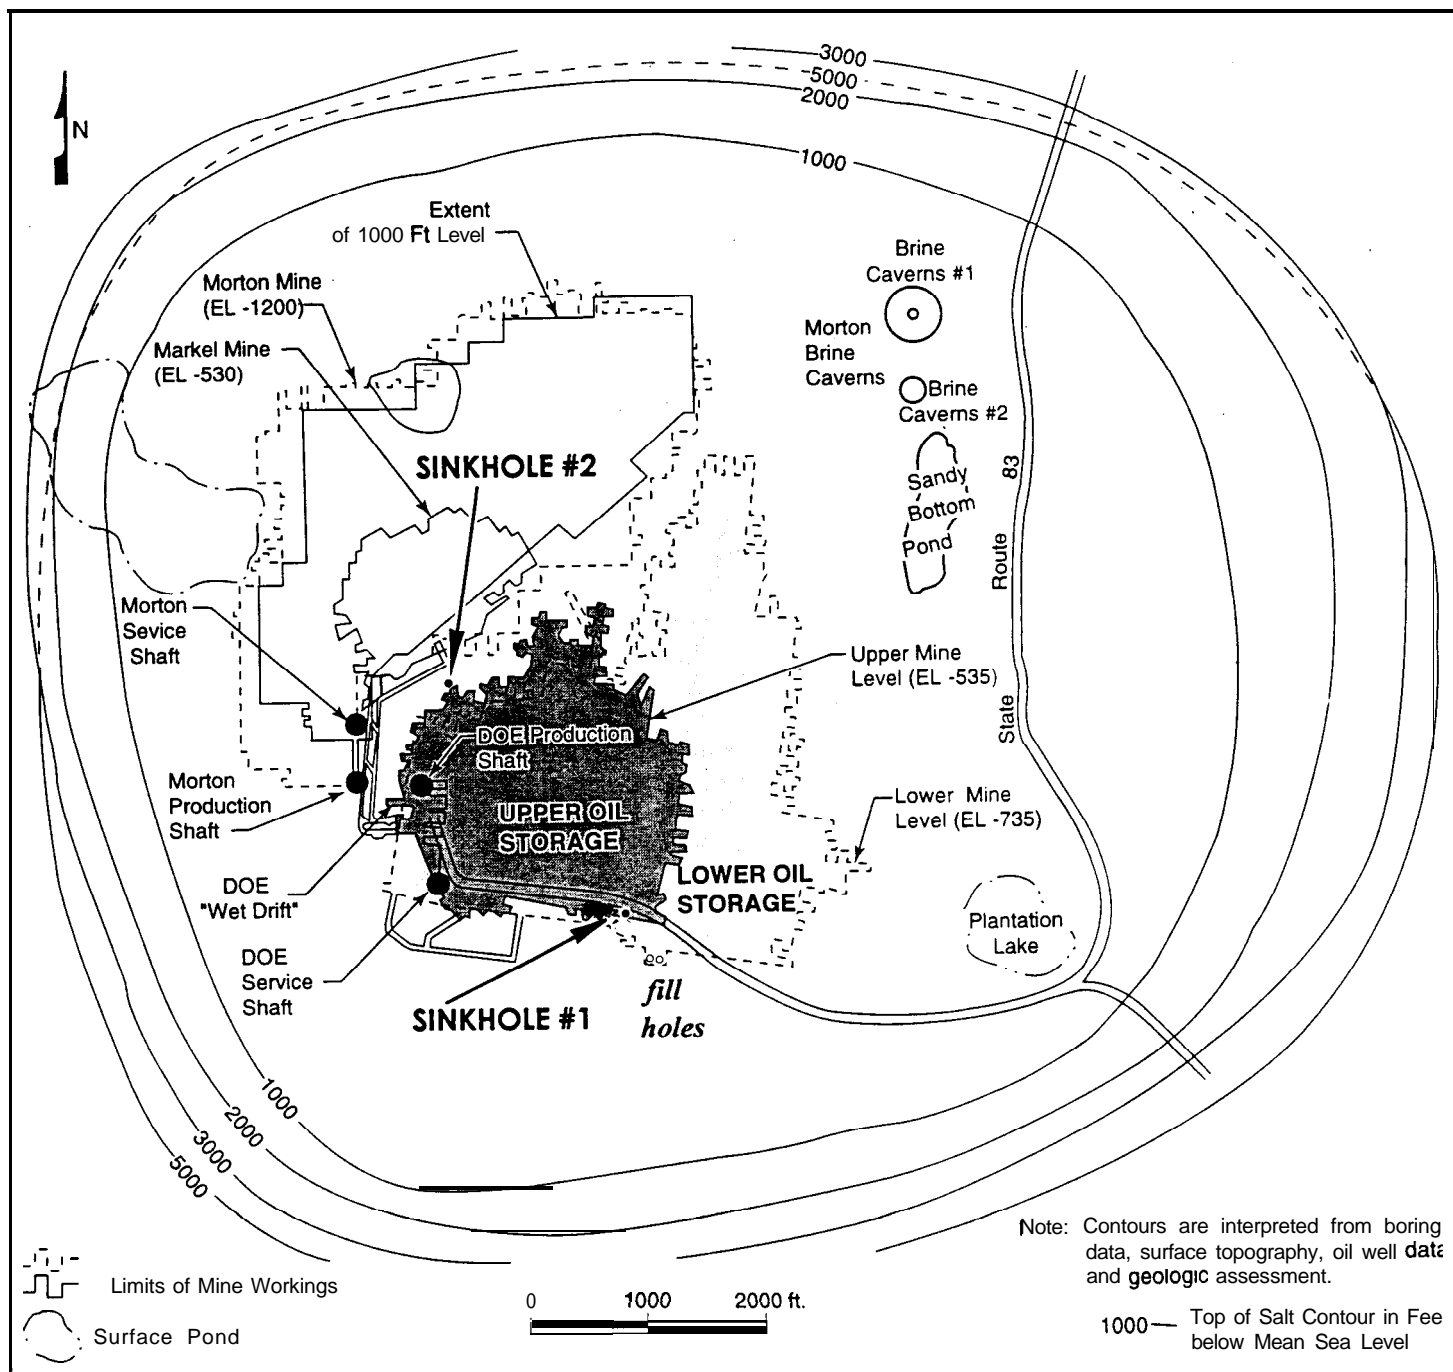 3000
5000
2000
1000
N
Extent
of 1000 Ft Level
Morton Mine
(EL -1200)
Markel Mine
(EL -530)
Brine
Caverns #1
Morton
Brine
Caverns
Brine
Caverns #2
SINKHOLE #2
Sandy
Bottom
Pond
State Route 83
Morton
Sevice
Shaft
Upper Mine
Level (EL -535)
DOE Production
Shaft
Morton
Production
Shaft
UPPER OIL
STORAGE
Lower Mine
Level (EL -735)
LOWER OIL
STORAGE
DOE
"Wet Drift"
Plantation
Lake
DOE
Service
Shaft
SINKHOLE #1
fill
holes
1000
2000
3000
5000
Note: Contours are interpreted from boring
data, surface topography, oil well data
and geologic assessment.
Limits of Mine Workings
Surface Pond
0 1000 2000 ft.
1000 — Top of Salt Contour in Fee
below Mean Sea Level